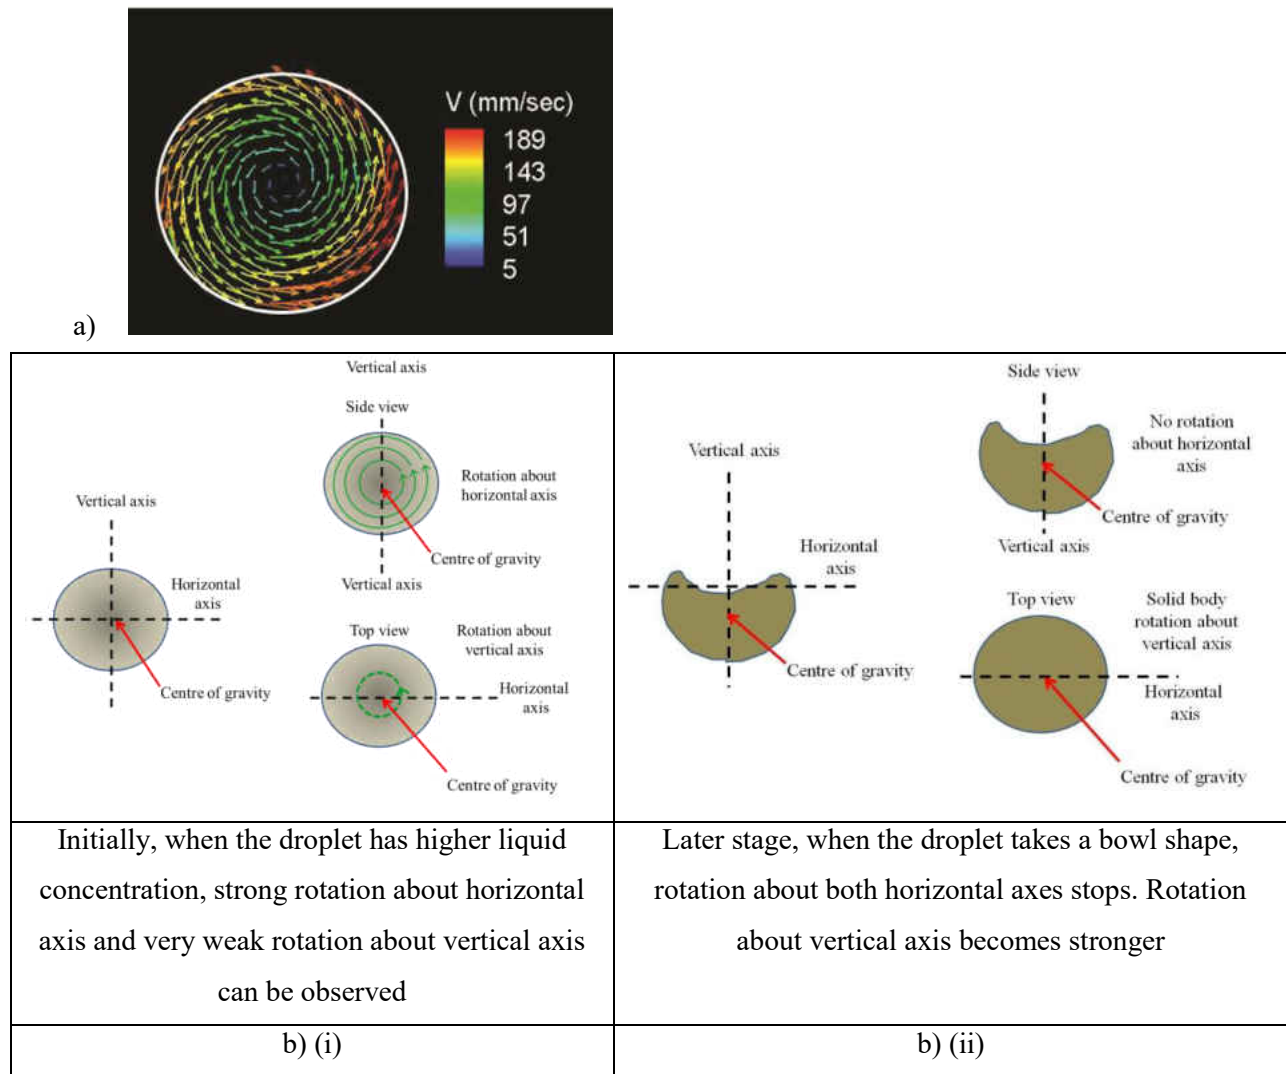 V (mm/sec)
189
143
97
51
5
a)
Vertical axis
Side view
Rotation about
horizontal axis
Centre of gravity
Vertical axis
Vertical axis
Horizontal
axis
Centre of gravity
Top view
Rotation about
vertical axis
Horizontal
axis
Centre of gravity
Side view
No rotation
about horizontal
axis
Centre of gravity
Vertical axis
Vertical axis
Horizontal
axis
Centre of gravity
Top view
Solid body
rotation about
vertical axis
Horizontal
axis
Centre of gravity
Initially, when the droplet has higher liquid
concentration, strong rotation about horizontal
axis and very weak rotation about vertical axis
can be observed
Later stage, when the droplet takes a bowl shape,
rotation about both horizontal axes stops. Rotation
about vertical axis becomes stronger
b) (i)
b) (ii)